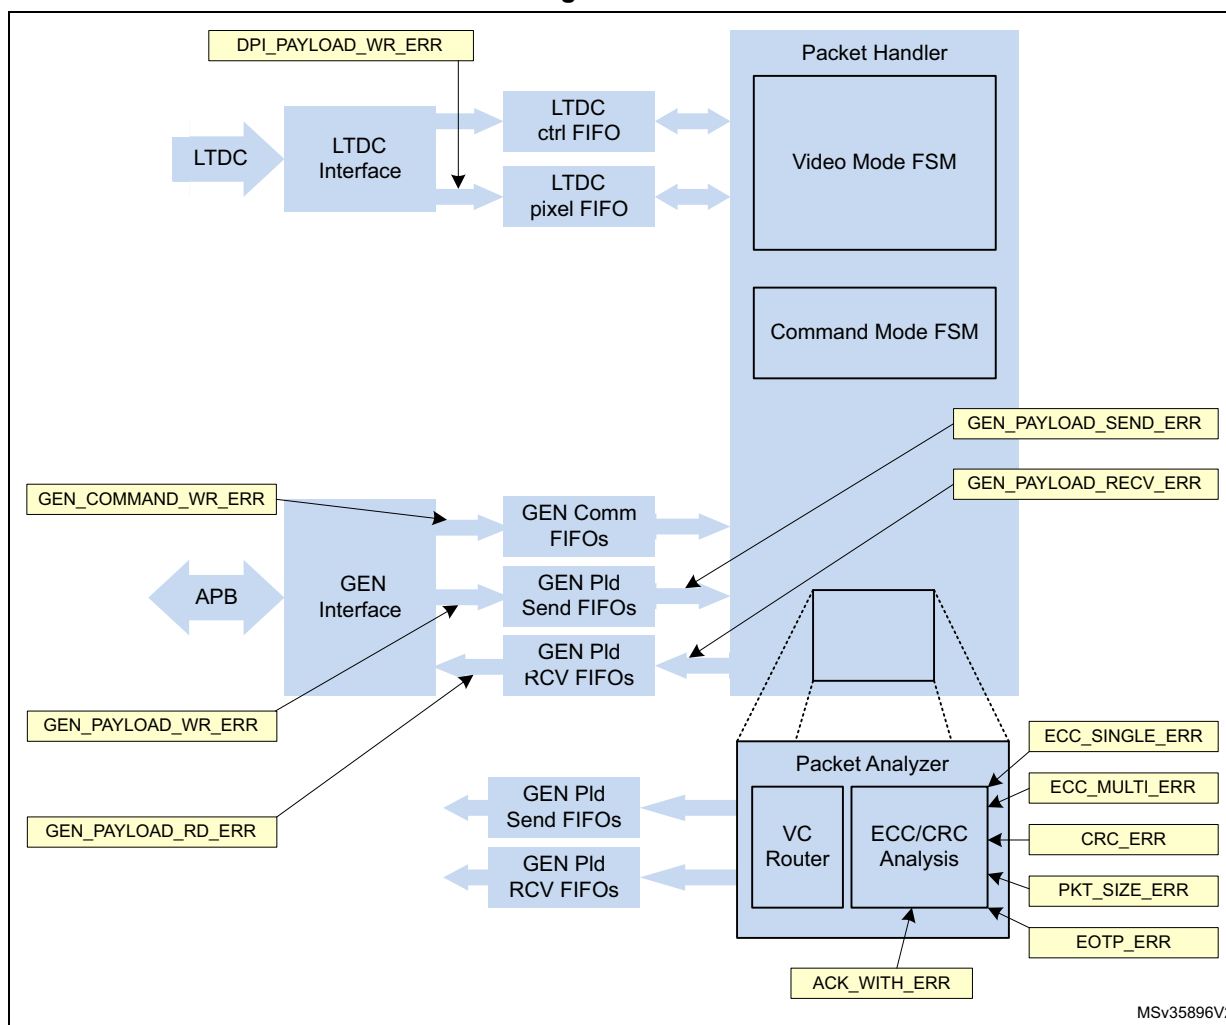 DPI_PAYLOAD_WR_ERR
Packet Handler
LTDC
LTDC
Interface
LTDC
ctrl FIFO
LTDC
pixel FIFO
Video Mode FSM
Command Mode FSM
GEN_PAYLOAD_SEND_ERR
GEN_PAYLOAD_RECV_ERR
GEN_COMMAND_WR_ERR
APB
GEN
Interface
GEN Comm
FIFOs
GEN Pld
Send FIFOs
GEN Pld
RCV FIFOs
GEN_PAYLOAD_WR_ERR
GEN_PAYLOAD_RD_ERR
GEN Pld
Send FIFOs
GEN Pld
RCV FIFOs
Packet Analyzer
VC
Router
ECC/CRC
Analysis
ECC_SINGLE_ERR
ECC_MULTI_ERR
CRC_ERR
PKT_SIZE_ERR
EOTP_ERR
ACK_WITH_ERR